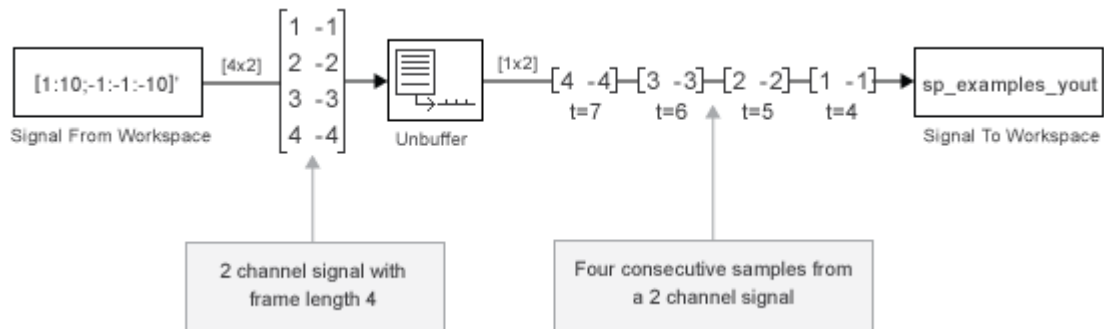 [1:10;-1:-1:-10]'
Signal From Workspace
[4x2]
1 -1
2 -2
3 -3
4 -4
Unbuffer
[1x2]
[4 -4] [3 -3] [2 -2] [1 -1]
t=7 t=6 t=5 t=4
sp_examples_yout
Signal To Workspace
2 channel signal with
frame length 4
Four consecutive samples from
a 2 channel signal